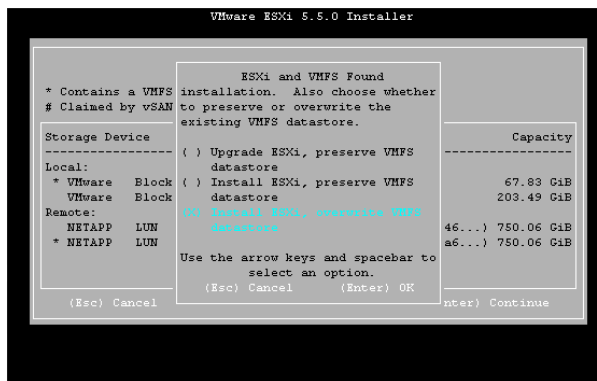 VMware ESXi 5.5.0 Installer
* Contains a VMFS
# Claimed by vSAN
Storage Device Capacity
Local:
* VMware Block 67.83 GiB
VMware Block 203.49 GiB
Remote:
NETAPP LUN 46...) 750.06 GiB
* NETAPP LUN a6...) 750.06 GiB
(Esc) Cancel nter) Continue
ESXi and VMFS Found
installation. Also choose whether
to preserve or overwrite the
existing VMFS datastore.
( ) Upgrade ESXi, preserve VMFS
datastore
( ) Install ESXi, preserve VMFS
datastore
(X) Install ESXi, overwrite VMFS
datastore
Use the arrow keys and spacebar to
select an option.
(Esc) Cancel (Enter) OK